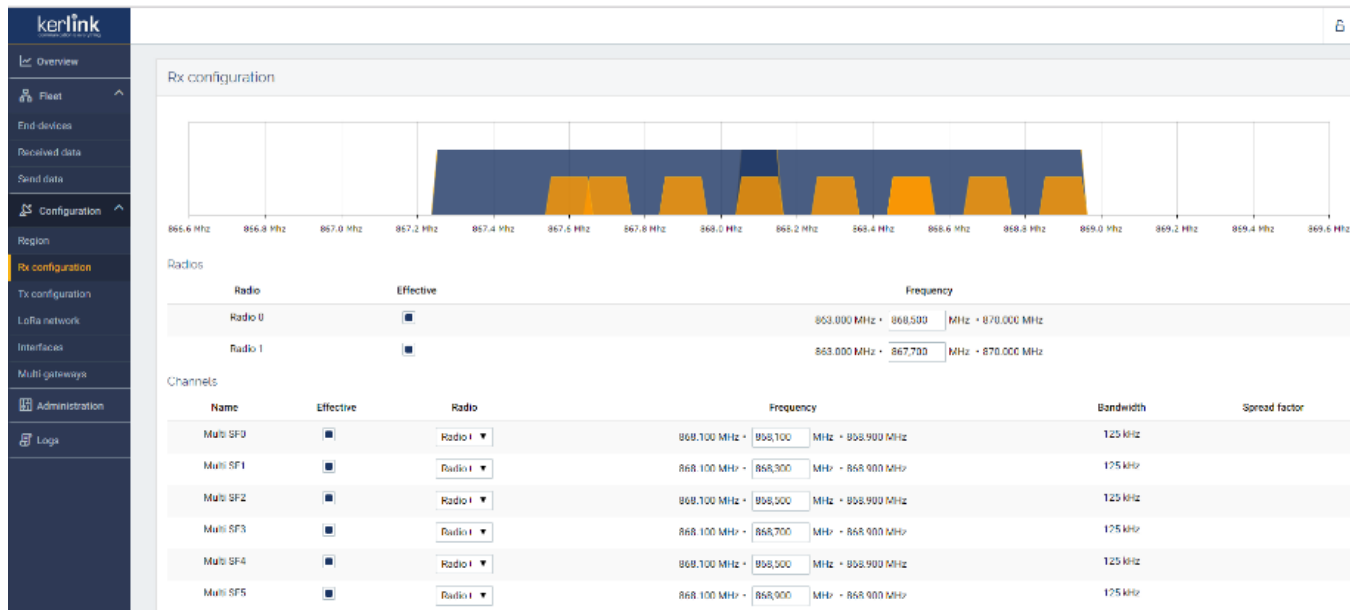 kerlink
Overview
Fleet
End-devices
Received data
Send data
Configuration
Region
Rx configuration
Tx configuration
LoRa network
Interfaces
Multi gateways
Administration
Logs
Rx configuration
866.6 Mhz 866.8 Mhz 867.0 Mhz 867.2 Mhz 867.4 Mhz 867.6 Mhz 867.8 Mhz 868.0 Mhz 868.2 Mhz 868.4 Mhz 868.6 Mhz 868.8 Mhz 869.0 Mhz 869.2 Mhz 869.4 Mhz 869.6 Mhz
Radios
Radio Effective Frequency
Radio 0 863.000 MHz • 868,500 MHz • 870.000 MHz
Radio 1 863.000 MHz • 867,700 MHz • 870.000 MHz
Channels
Name Effective Radio Frequency Bandwidth Spread factor
Multi SF0 Radio 868.100 MHz • 868,100 MHz • 868.900 MHz 125 kHz
Multi SF1 Radio 868.100 MHz • 868,300 MHz • 868.900 MHz 125 kHz
Multi SF2 Radio 868.100 MHz • 868,500 MHz • 868.900 MHz 125 kHz
Multi SF3 Radio 868.100 MHz • 868,700 MHz • 868.900 MHz 125 kHz
Multi SF4 Radio 868.100 MHz • 868,500 MHz • 868.900 MHz 125 kHz
Multi SF5 Radio 868.100 MHz • 868,900 MHz • 868.900 MHz 125 kHz